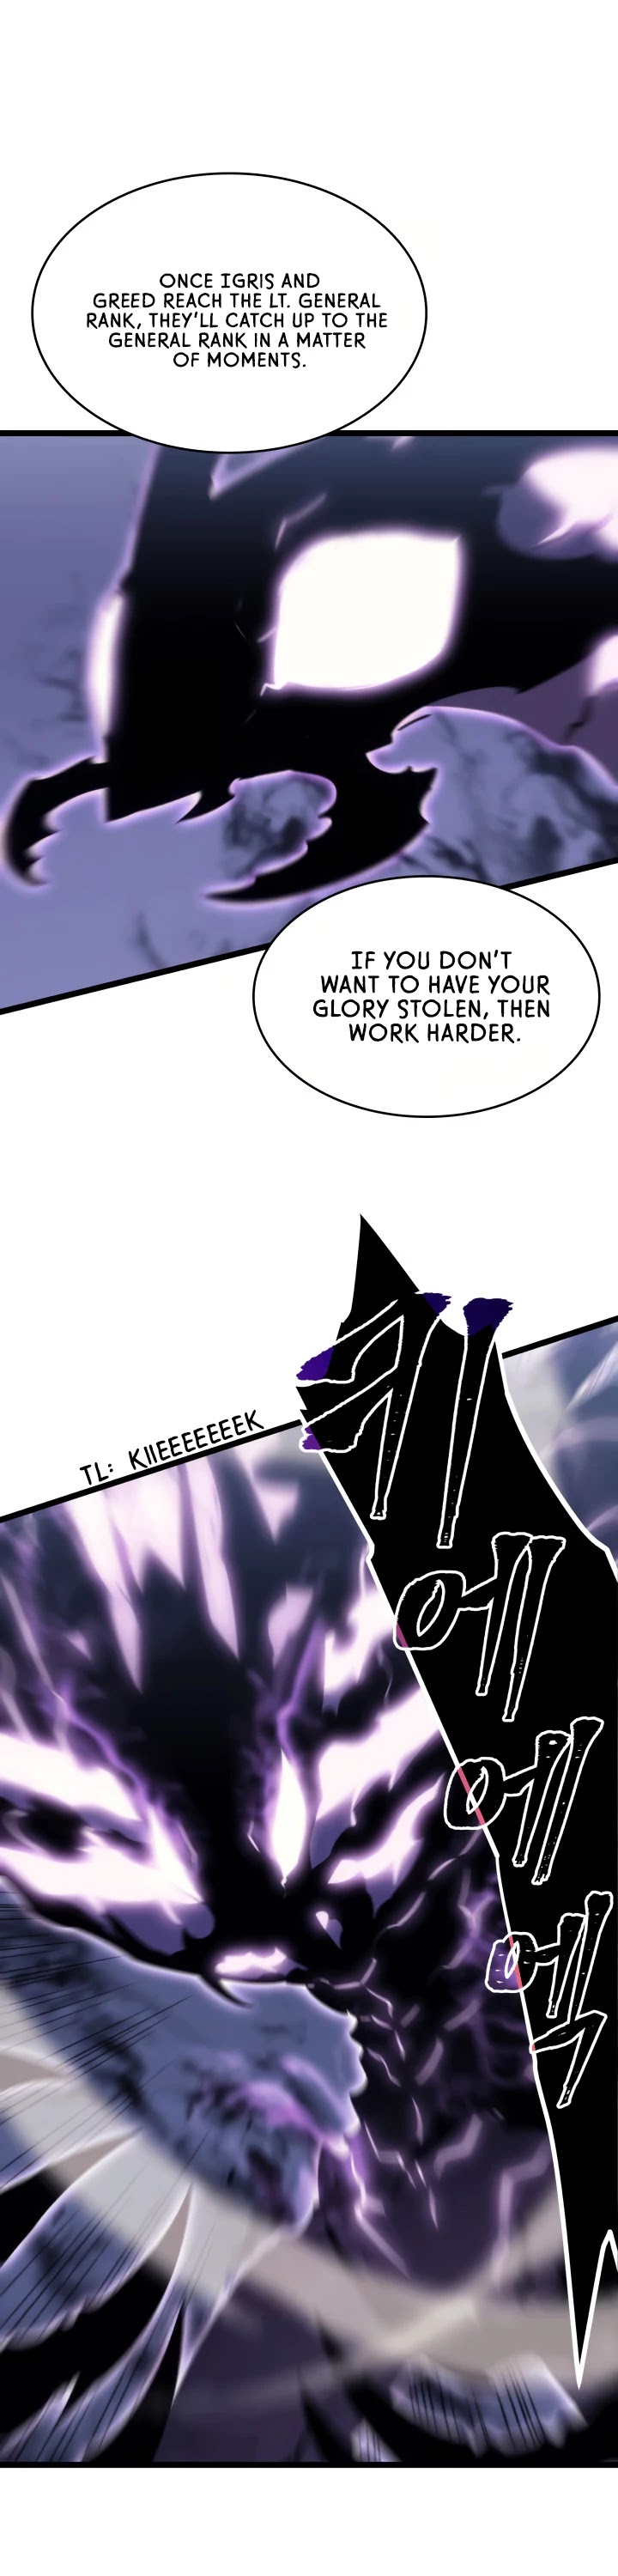 ONCE IGRIS AND
GREED REACH THE LT. GENERAL
RANK, THEY'LL CATCH UP TO THE
GENERAL RANK IN A MATTER
OF MOMENTS.
IF YOU DON'T
WANT TO HAVE YOUR
GLORY STOLEN, THEN
WORK HARDER.
TL: KIIEEEEEEEK
키
에
에
엑